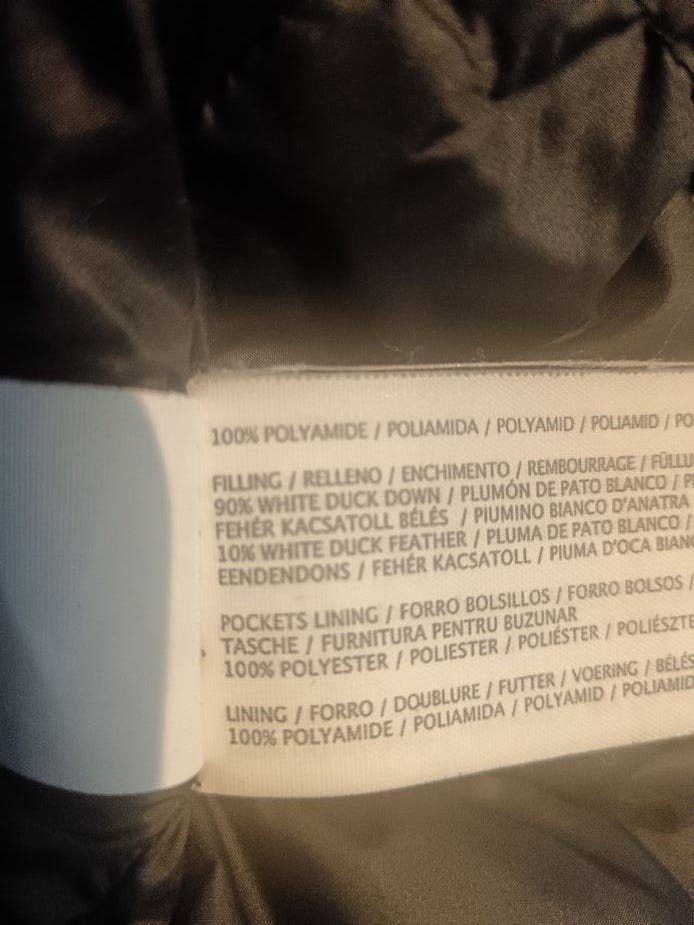 100% POLYAMIDE / POLIAMIDA / POLYAMID / POLIAMID / PO
FILLING / RELLENO / ENCHIMENTO / REMBOURRAGE / FÜLLU
90% WHITE DUCK DOWN / PLUMÓN DE PATO BLANCO /
FEHÉR KACSATOLL BÉLÉS / PIUMINO BIANCO D'ANATRA
10% WHITE DUCK FEATHER / PLUMA DE PATO BLANCO /
EENDENDONS / FEHÉR KACSATOLL / PIUMA D'OCA BIAN
POCKETS LINING / FORRO BOLSILLOS / FORRO BOLSOS /
TASCHE / FURNITURA PENTRU BUZUNAR
100% POLYESTER / POLIESTER / POLIÉSTER / POLIÉSZTE
LINING / FORRO / DOUBLURE / FUTTER / VOERING / BÉLÉS
100% POLYAMIDE / POLIAMIDA / POLYAMID / POLIAMID